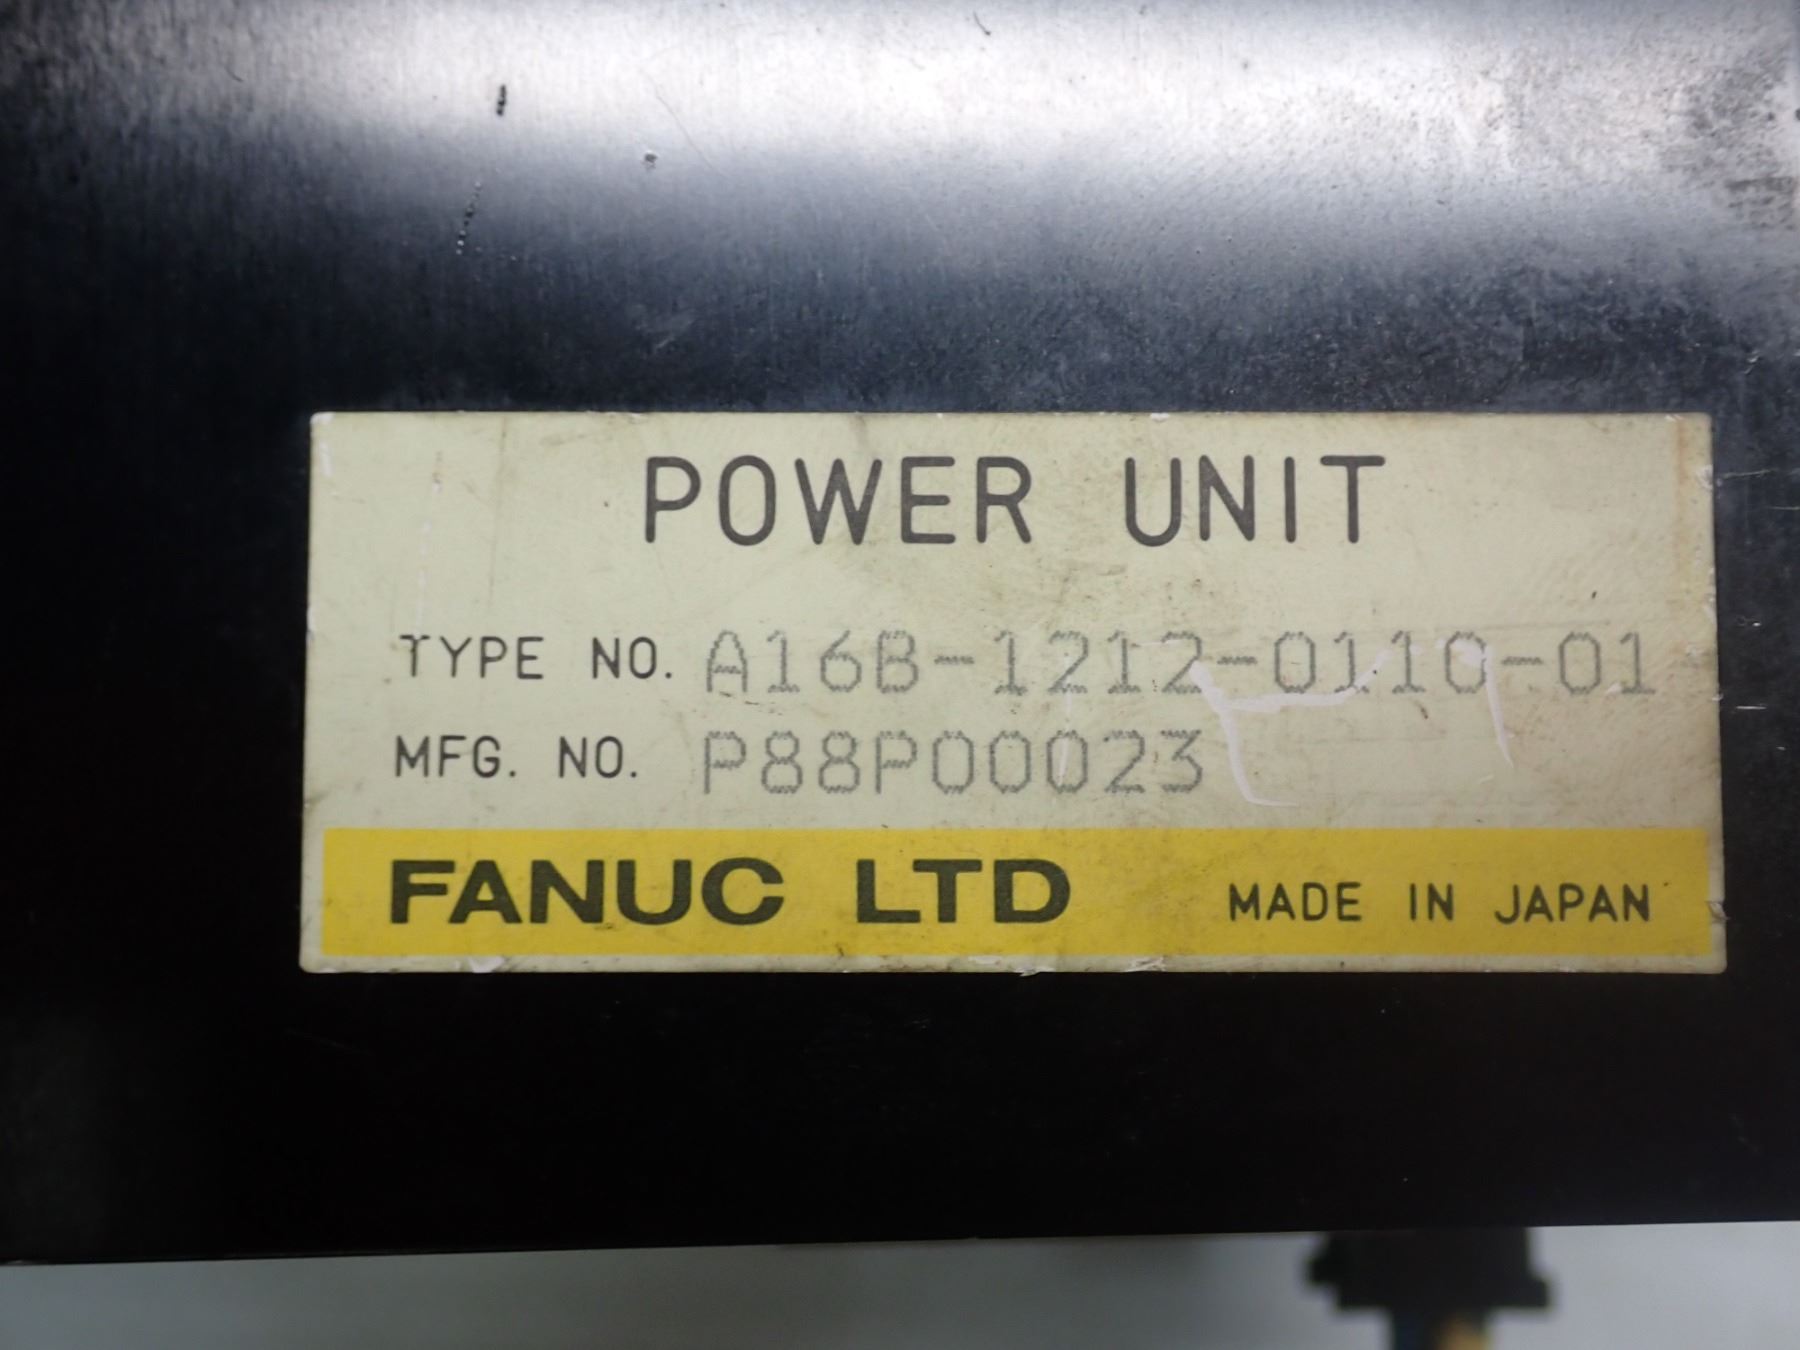 POWER UNIT
TYPE NO. A16B-1212-0110-01
MFG. NO. P88P00023
FANUC LTD MADE IN JAPAN